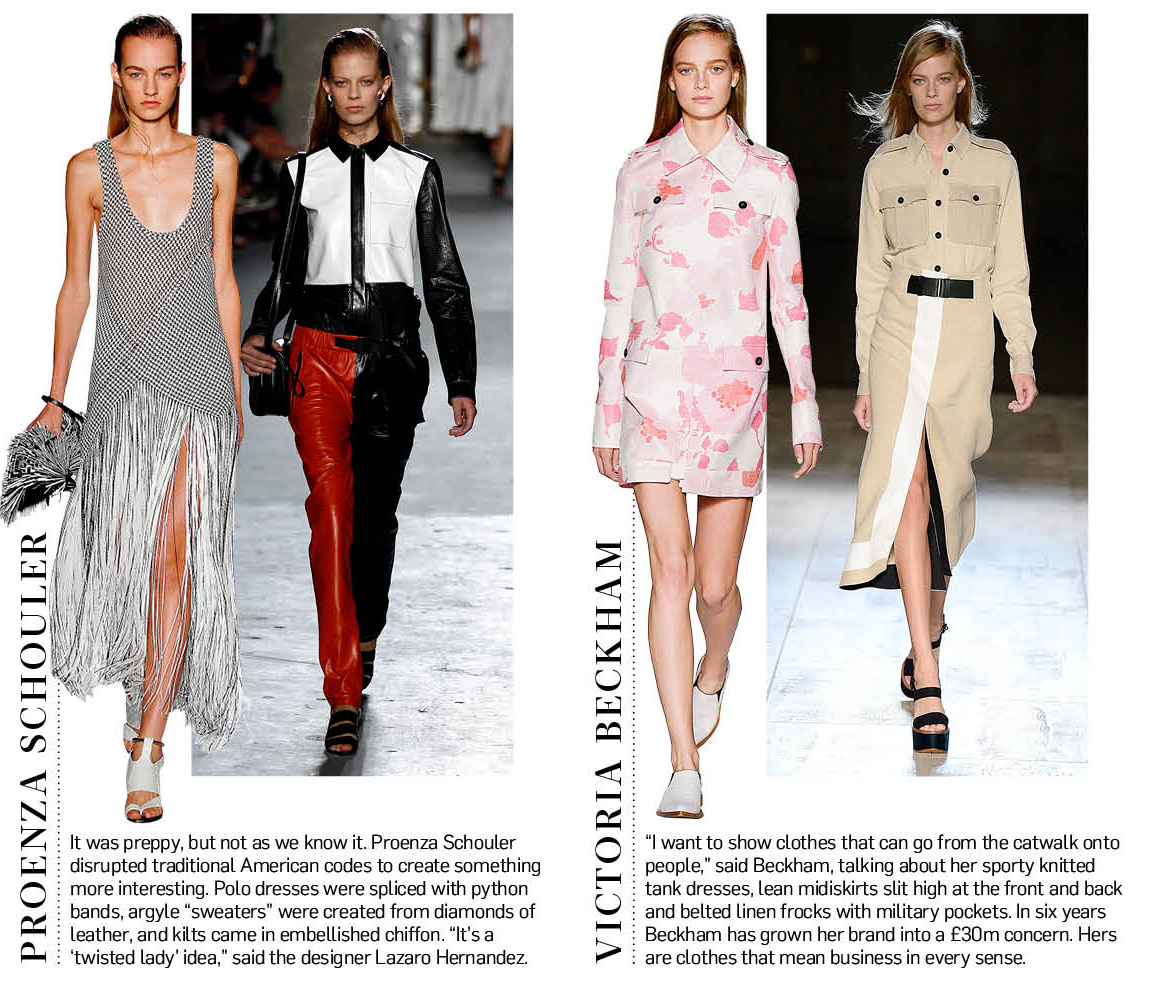 PROENZA SCHOULER
It was preppy, but not as we know it. Proenza Schouler
disrupted traditional American codes to create something
more interesting. Polo dresses were spliced with python
bands, argyle “sweaters” were created from diamonds of
leather, and kilts came in embellished chiffon. “It's a
‘twisted lady’ idea,” said the designer Lazaro Hernandez.
VICTORIA BECKHAM
“I want to show clothes that can go from the catwalk onto
people," said Beckham, talking about her sporty knitted
tank dresses, lean midiskirts slit high at the front and back
and belted linen frocks with military pockets. In six years
Beckham has grown her brand into a £30m concern. Hers
are clothes that mean business in every sense.